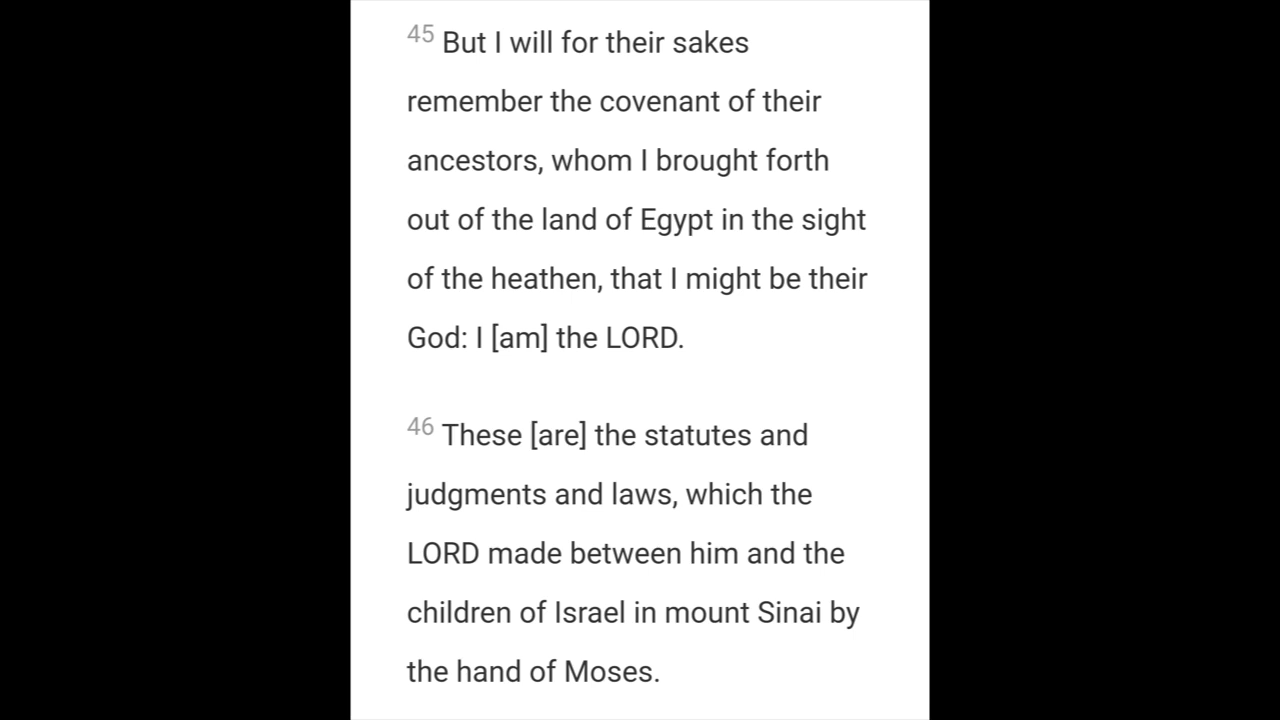 45 But I will for their sakes
remember the covenant of their
ancestors, whom I brought forth
out of the land of Egypt in the sight
of the heathen, that I might be their
God: I [am] the LORD.
46 These [are] the statutes and
judgments and laws, which the
LORD made between him and the
children of Israel in mount Sinai by
the hand of Moses.